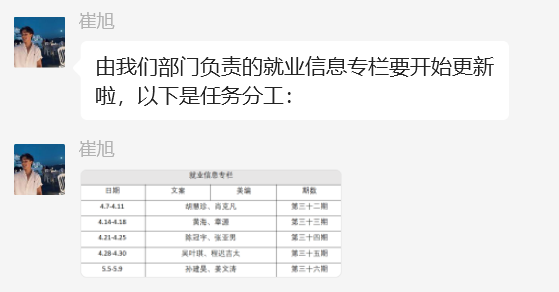 崔旭
由我们部门负责的就业信息专栏要开始更新
啦，以下是任务分工：
崔旭
就业信息专栏
日期 文案 美编 期数
4.7-4.11 胡慧珍、肖克凡 第三十二期
4.14-4.18 黄海、章源 第三十三期
4.21-4.25 陈冠宇、张亚男 第三十四期
4.28-4.30 吴叶琪、程迟吉太 第三十五期
5.5-5.9 孙建昊、姜文涛 第三十六期